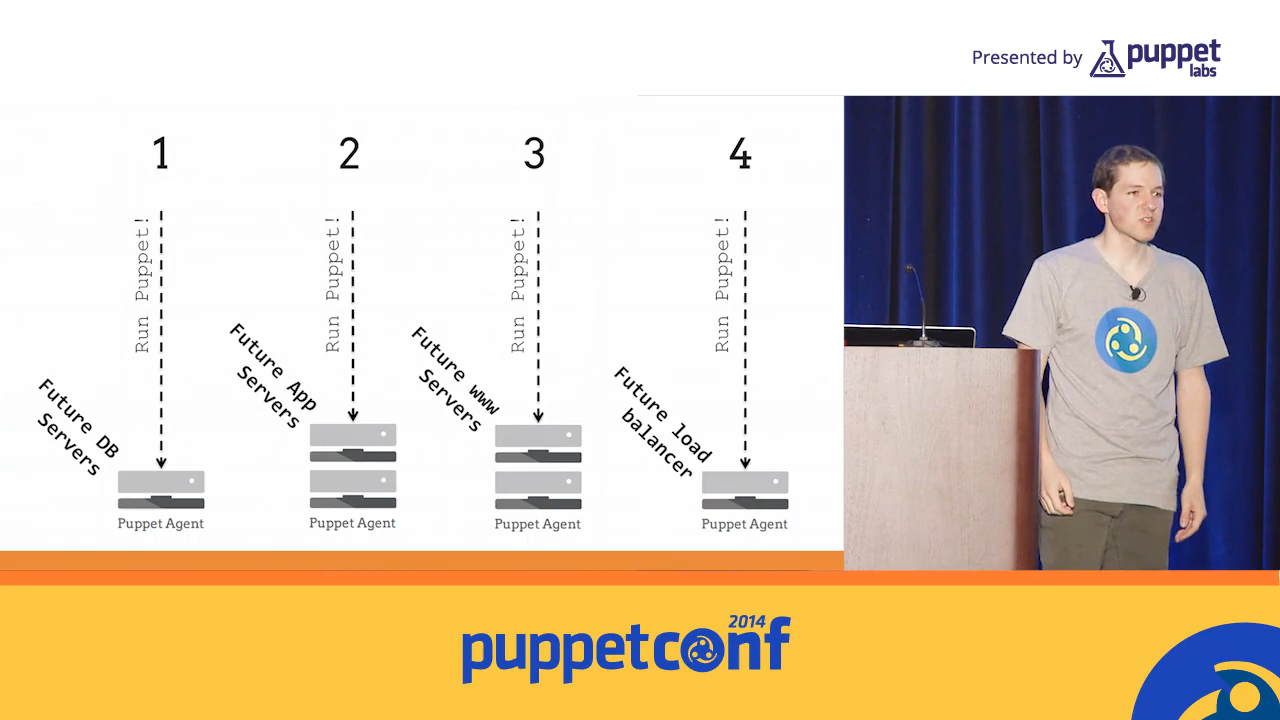 Presented by puppet labs
1 2 3 4
Run Puppet! Run Puppet! Run Puppet! Run Puppet!
Future DB
Servers
Future App
Servers
Future www
Servers
Future load
balancer
Puppet Agent Puppet Agent Puppet Agent Puppet Agent
puppetconf 2014